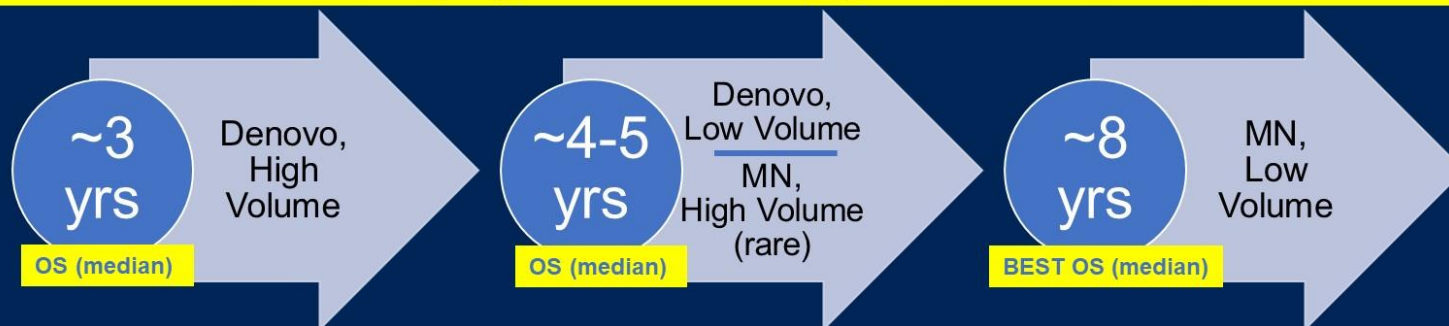 ~3
yrs
OS (median)
Denovo,
High
Volume
~4-5
yrs
OS (median)
Denovo,
Low Volume
MN,
High Volume
(rare)
~8
yrs
BEST OS (median)
MN,
Low
Volume